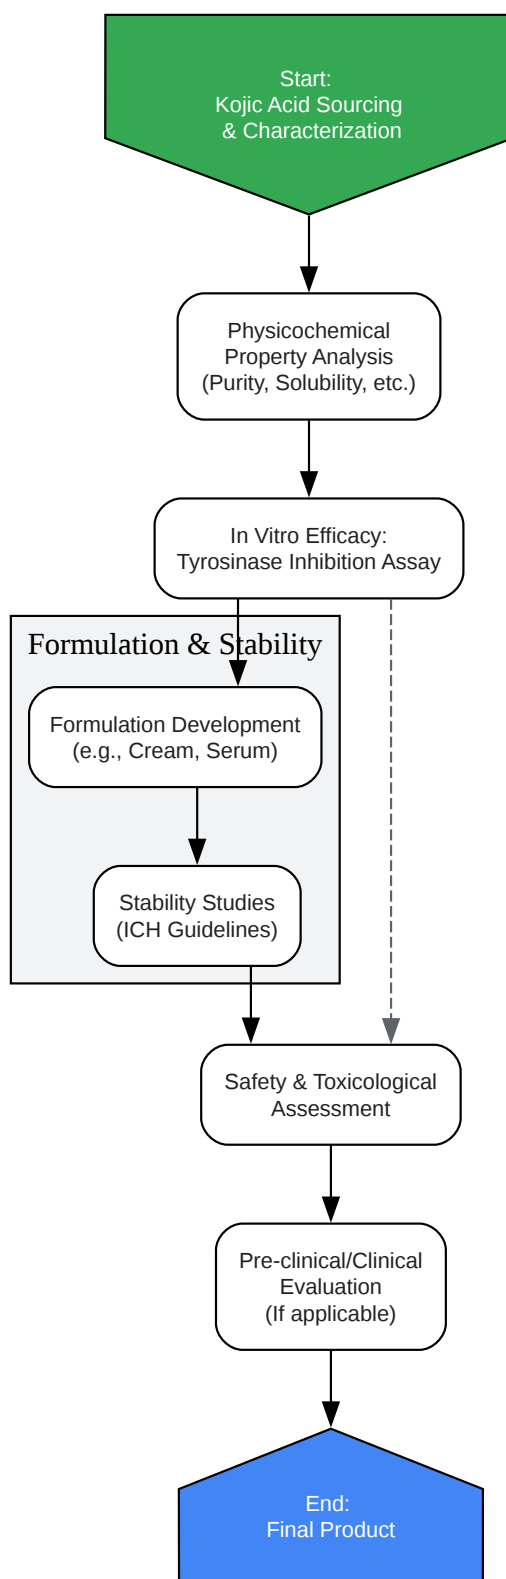 Start:
Kojic Acid Sourcing
& Characterization
Physicochemical
Property Analysis
(Purity, Solubility, etc.)
In Vitro Efficacy:
Tyrosinase Inhibition Assay
Formulation & Stability
Formulation Development
(e.g., Cream, Serum)
Stability Studies
(ICH Guidelines)
Safety & Toxicological
Assessment
Pre-clinical/Clinical
Evaluation
(If applicable)
End:
Final Product